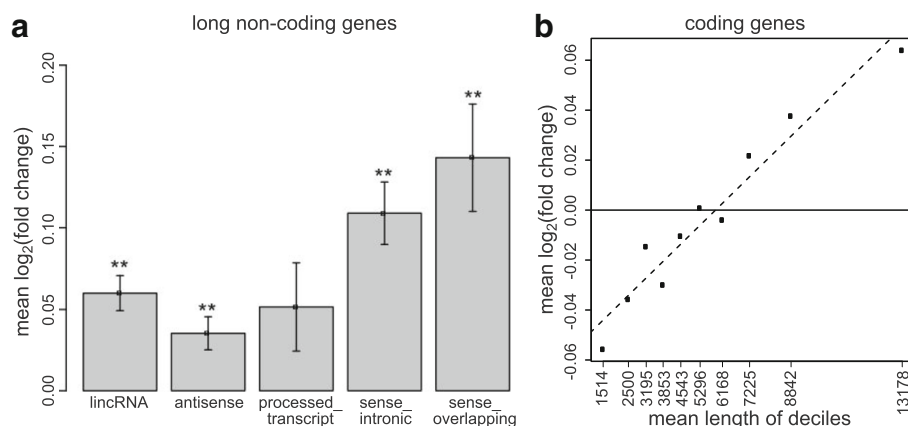 a
long non-coding genes
mean log2(fold change)
0.20
0.15
0.10
0.05
0.00
**
**
**
**
lincRNA
antisense
processed_
transcript
sense_
intronic
sense_
overlapping
b
coding genes
mean log2(fold change)
0.06
0.04
0.02
0.00
-0.02
-0.04
-0.06
1514
2500
3195
3853
4543
5296
6168
7225
8842
13178
mean length of deciles